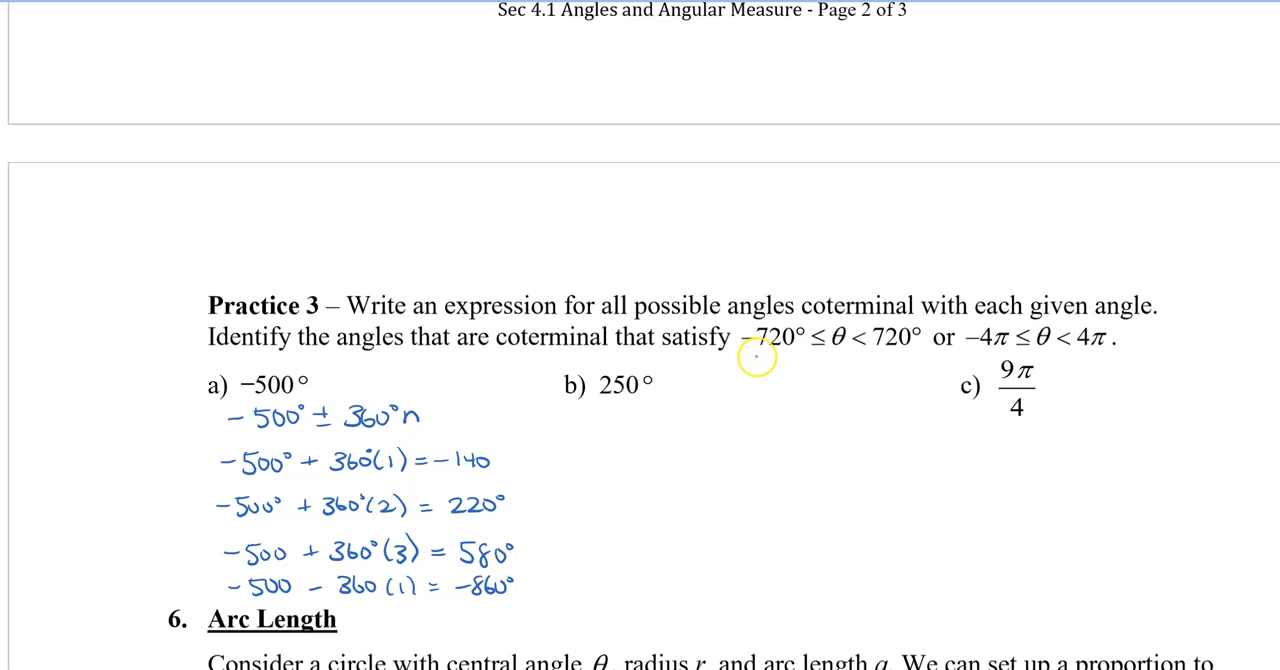 Sec 4.1 Angles and Angular Measure - Page 2 of 3
Practice 3 – Write an expression for all possible angles coterminal with each given angle.
Identify the angles that are coterminal that satisfy −720° ≤ θ < 720° or −4π ≤ θ < 4π.
a) −500° b) 250° c) 9π/4
-500° ± 360°n
-500° + 360°(1) = -140
-500° + 360°(2) = 220°
-500 + 360°(3) = 580°
-500 - 360(1) = -860°
6. Arc Length
Consider a circle with central angle θ, radius r, and arc length a. We can set up a proportion to